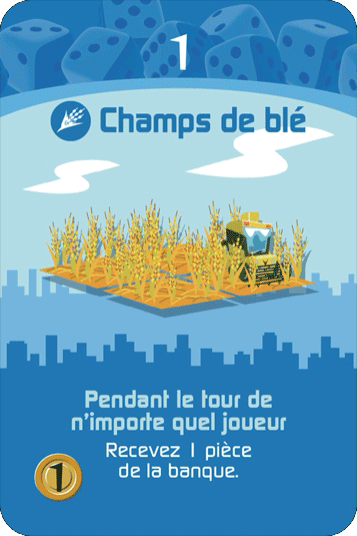 1
Champs de blé
Pendant le tour de
n'importe quel joueur
Recevez 1 pièce
de la banque.
1